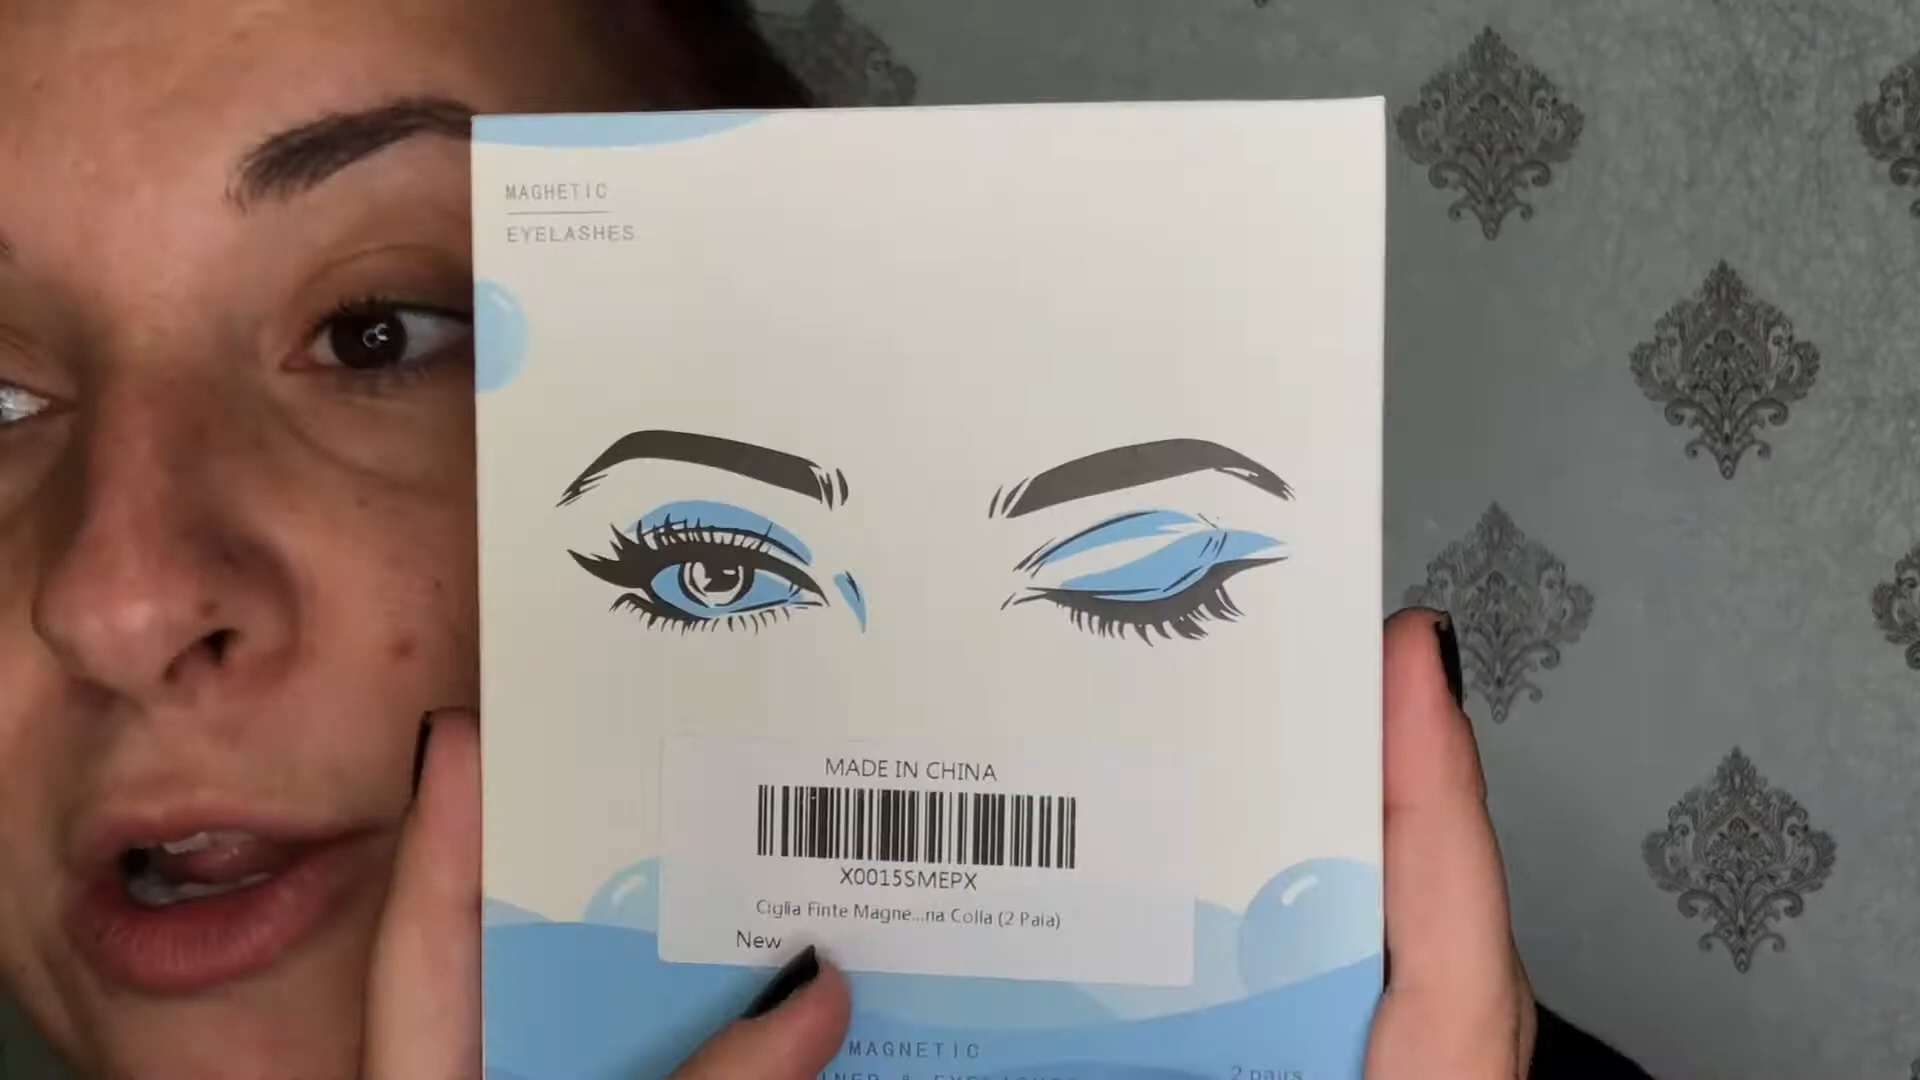 MAGHETIC
EYELASHES
MADE IN CHINA
X0015SMEPX
Ciglia Finte Magne...na Colla (2 Paia)
New
MAGNETIC
& 
2 pairs